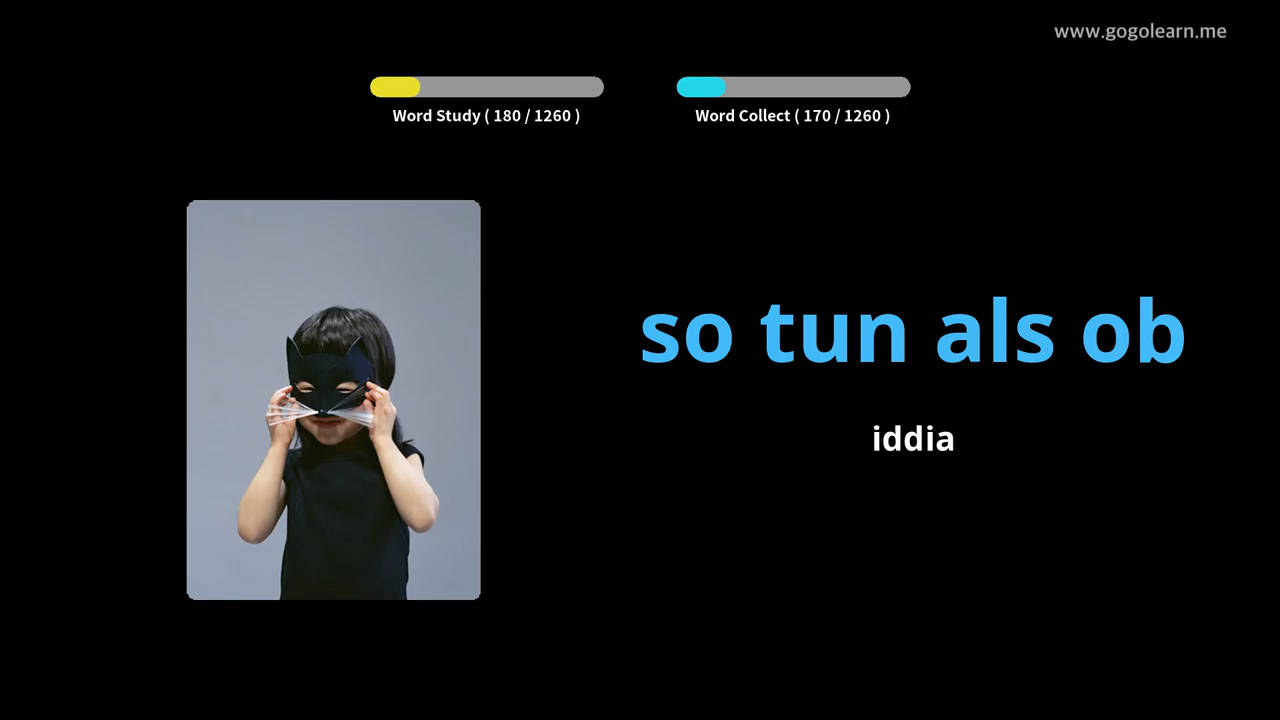 www.gogolearn.me
Word Study ( 180 / 1260 )
Word Collect ( 170 / 1260 )
so tun als ob
iddia